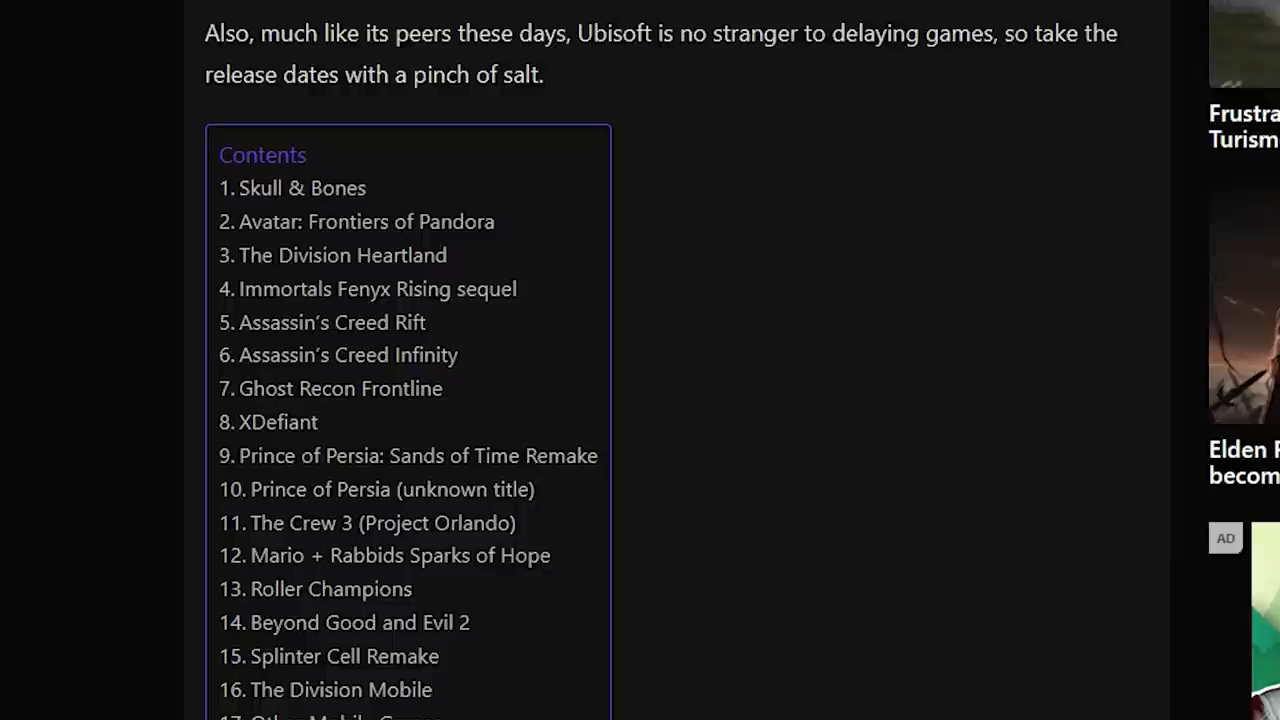 Also, much like its peers these days, Ubisoft is no stranger to delaying games, so take the
release dates with a pinch of salt.
Contents
1. Skull & Bones
2. Avatar: Frontiers of Pandora
3. The Division Heartland
4. Immortals Fenyx Rising sequel
5. Assassin's Creed Rift
6. Assassin's Creed Infinity
7. Ghost Recon Frontline
8. XDefiant
9. Prince of Persia: Sands of Time Remake
10. Prince of Persia (unknown title)
11. The Crew 3 (Project Orlando)
12. Mario + Rabbids Sparks of Hope
13. Roller Champions
14. Beyond Good and Evil 2
15. Splinter Cell Remake
16. The Division Mobile
17. Other Mobile Games
Frustra
Turism
Elden
becom
AD